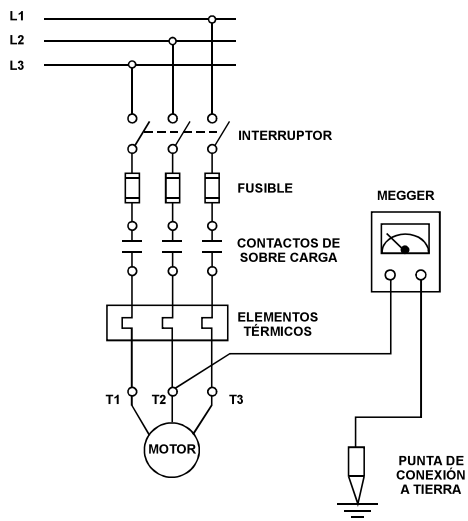 L1
L2
L3
INTERRUPTOR
FUSIBLE
MEGGER
CONTACTOS DE
SOBRE CARGA
ELEMENTOS
TÉRMICOS
T1
T2
T3
MOTOR
PUNTA DE
CONEXIÓN
A TIERRA